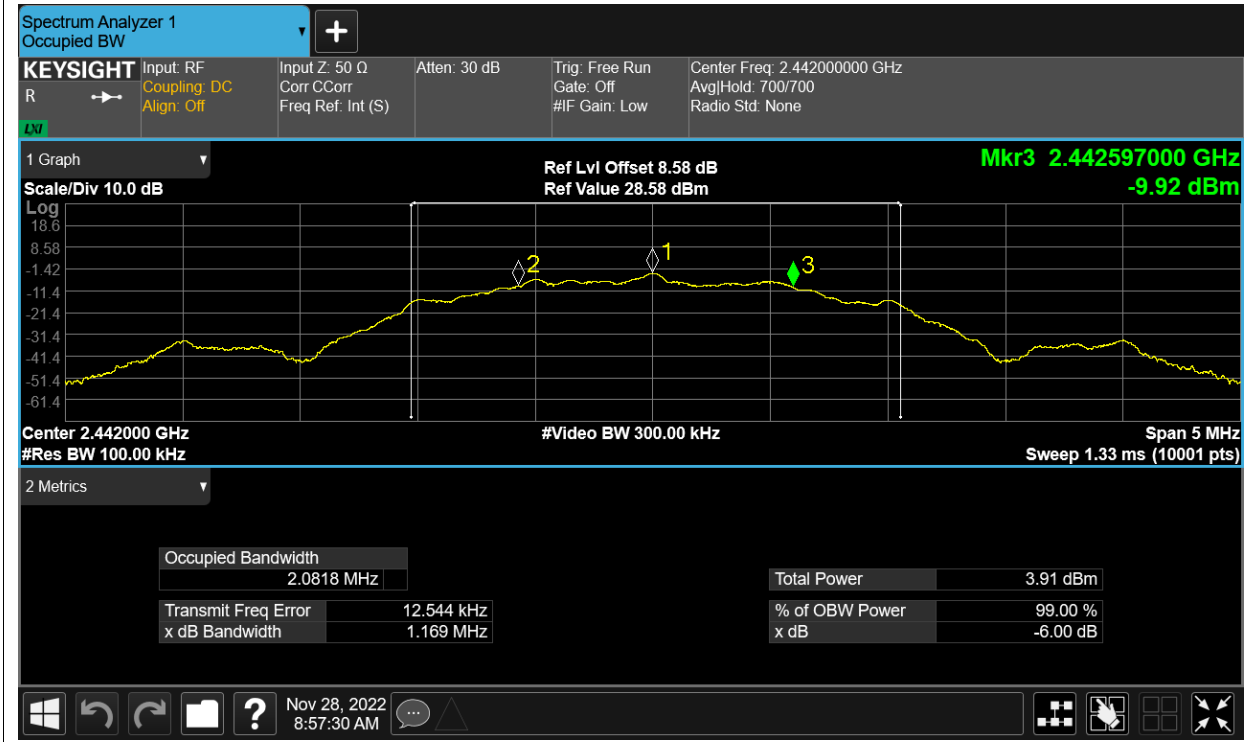 Spectrum Analyzer 1
Occupied BW
KEYSIGHT
R
LXI
Input: RF
Coupling: DC
Align: Off
Input Z: 50 Ω
Corr CCorr
Freq Ref: Int (S)
Atten: 30 dB
Trig: Free Run
Gate: Off
#IF Gain: Low
Center Freq: 2.442000000 GHz
Avg|Hold: 700/700
Radio Std: None
1 Graph
Scale/Div 10.0 dB
Ref Lvl Offset 8.58 dB
Ref Value 28.58 dBm
Mkr3 2.442597000 GHz
-9.92 dBm
Log
18.6
8.58
-1.42
-11.4
-21.4
-31.4
-41.4
-51.4
-61.4
2
1
3
Center 2.442000 GHz
#Res BW 100.00 kHz
#Video BW 300.00 kHz
Span 5 MHz
Sweep 1.33 ms (10001 pts)
2 Metrics
Occupied Bandwidth
2.0818 MHz
Transmit Freq Error 12.544 kHz
x dB Bandwidth 1.169 MHz
Total Power 3.91 dBm
% of OBW Power 99.00 %
x dB -6.00 dB
?
Nov 28, 2022
8:57:30 AM